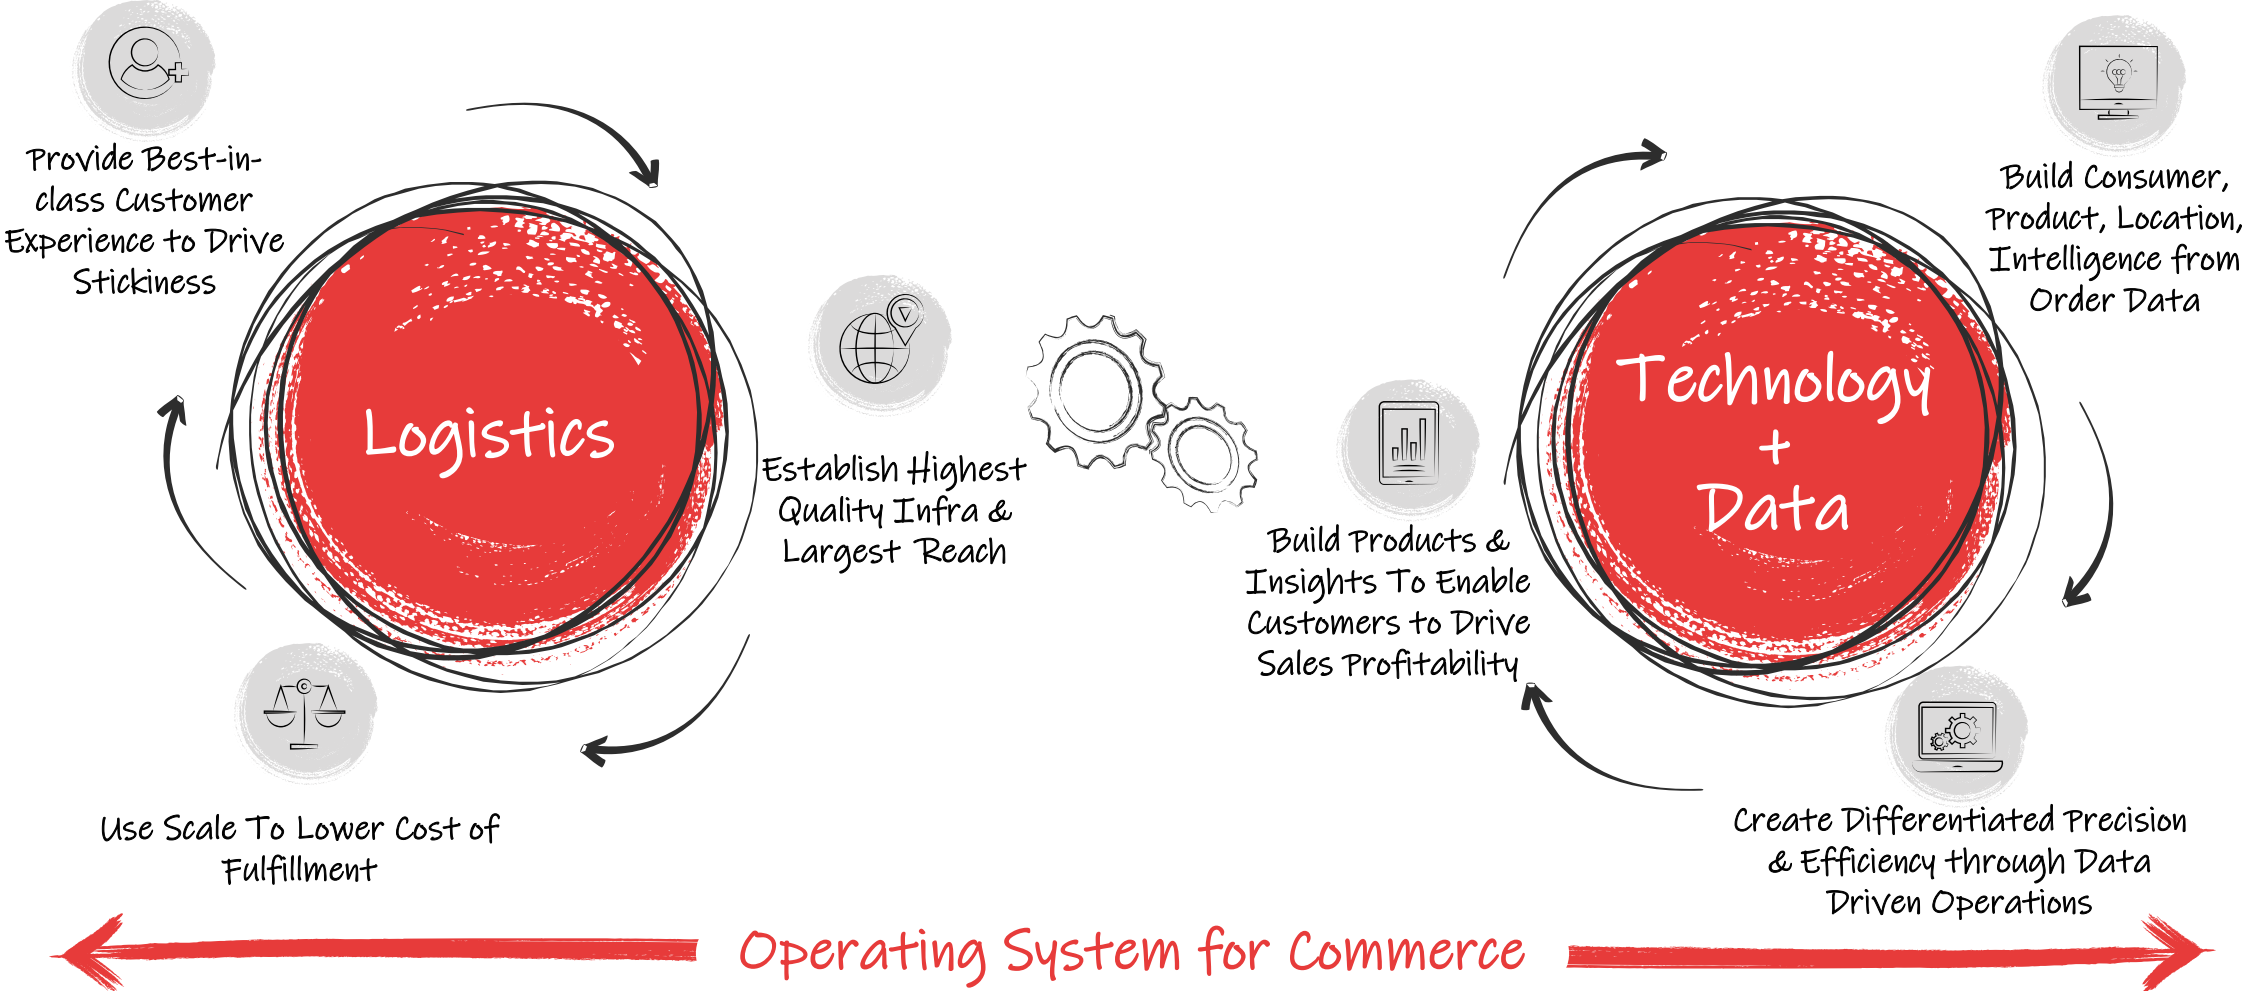 Provide Best-in-
class Customer
Experience to Drive
Stickiness
Logistics
Establish Highest
Quality Infra &
Largest Reach
Use Scale To Lower Cost of
Fulfillment
Build Consumer,
Product, Location,
Intelligence from
Order Data
Technology
+
Data
Build Products &
Insights To Enable
Customers to Drive
Sales Profitability
Create Differentiated Precision
& Efficiency through Data
Driven Operations
Operating System for Commerce